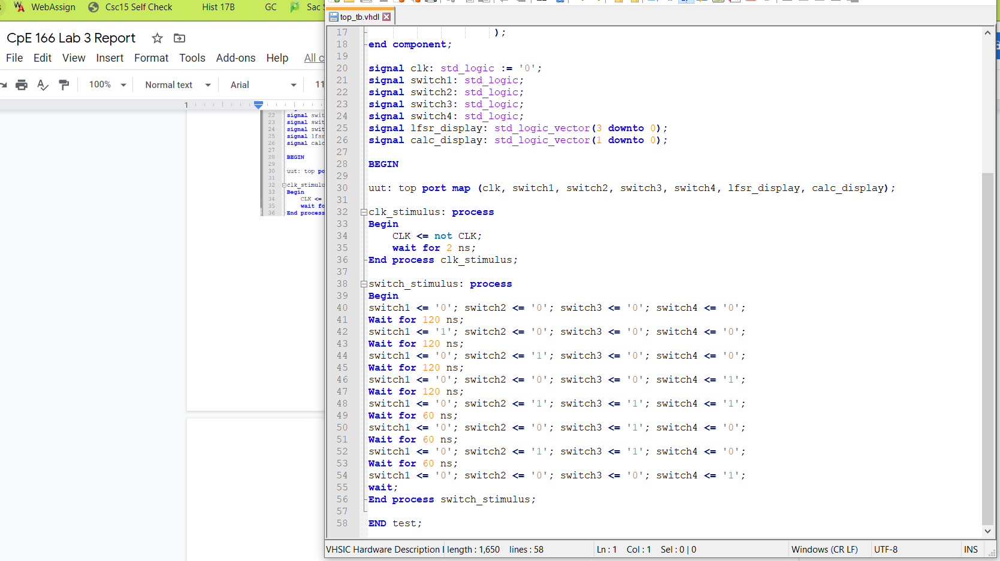 WebAssign
Csc15 Self Check
Hist 17B
GC
Sac
CpE 166 Lab 3 Report
File Edit View Insert Format Tools Add-ons Help All c
100% Normal text Arial 11
1
22 signal swit
23 signal swit
24 signal swit
25 signal lfsr
26 signal calc
27
28 BEGIN
29
30 uut: top po
31
32 clk_stimulu
33 Begin
34 CLK <=
35 wait fo
36 End process
top_tb.vhdl
17 );
18 end component;
19
20 signal clk: std_logic := '0';
21 signal switch1: std_logic;
22 signal switch2: std_logic;
23 signal switch3: std_logic;
24 signal switch4: std_logic;
25 signal lfsr_display: std_logic_vector(3 downto 0);
26 signal calc_display: std_logic_vector(1 downto 0);
27
28 BEGIN
29
30 uut: top port map (clk, switch1, switch2, switch3, switch4, lfsr_display, calc_display);
31
32 clk_stimulus: process
33 Begin
34 CLK <= not CLK;
35 wait for 2 ns;
36 End process clk_stimulus;
37
38 switch_stimulus: process
39 Begin
40 switch1 <= '0'; switch2 <= '0'; switch3 <= '0'; switch4 <= '0';
41 Wait for 120 ns;
42 switch1 <= '1'; switch2 <= '0'; switch3 <= '0'; switch4 <= '0';
43 Wait for 120 ns;
44 switch1 <= '0'; switch2 <= '1'; switch3 <= '0'; switch4 <= '0';
45 Wait for 120 ns;
46 switch1 <= '0'; switch2 <= '0'; switch3 <= '0'; switch4 <= '1';
47 Wait for 120 ns;
48 switch1 <= '0'; switch2 <= '1'; switch3 <= '1'; switch4 <= '1';
49 Wait for 60 ns;
50 switch1 <= '0'; switch2 <= '0'; switch3 <= '1'; switch4 <= '0';
51 Wait for 60 ns;
52 switch1 <= '0'; switch2 <= '1'; switch3 <= '1'; switch4 <= '0';
53 Wait for 60 ns;
54 switch1 <= '0'; switch2 <= '0'; switch3 <= '0'; switch4 <= '1';
55 wait;
56 End process switch_stimulus;
57
58 END test;
VHSIC Hardware Description l length : 1,650 lines : 58 Ln : 1 Col : 1 Sel : 0 | 0 Windows (CR LF) UTF-8 INS